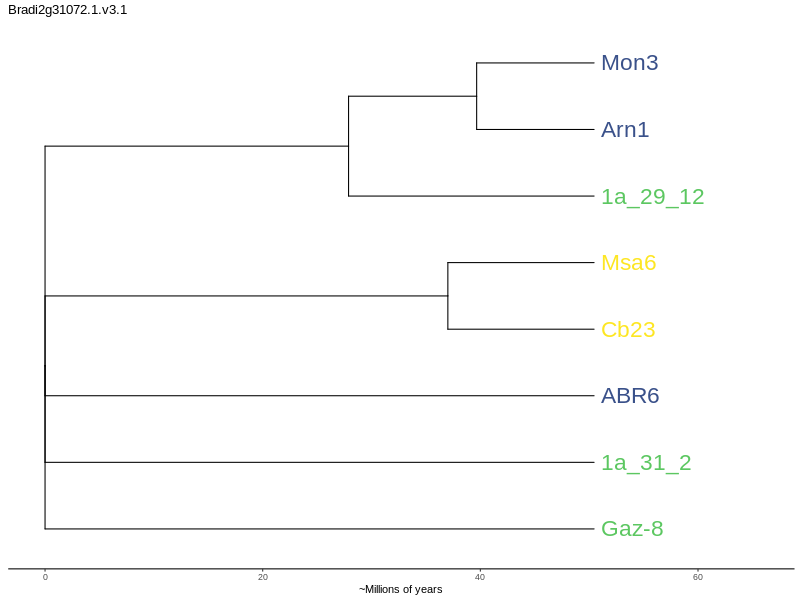 Bradi2g31072.1.v3.1
Mon3
Arn1
1a_29_12
Msa6
Cb23
ABR6
1a_31_2
Gaz-8
0 20 40 60
~Millions of years